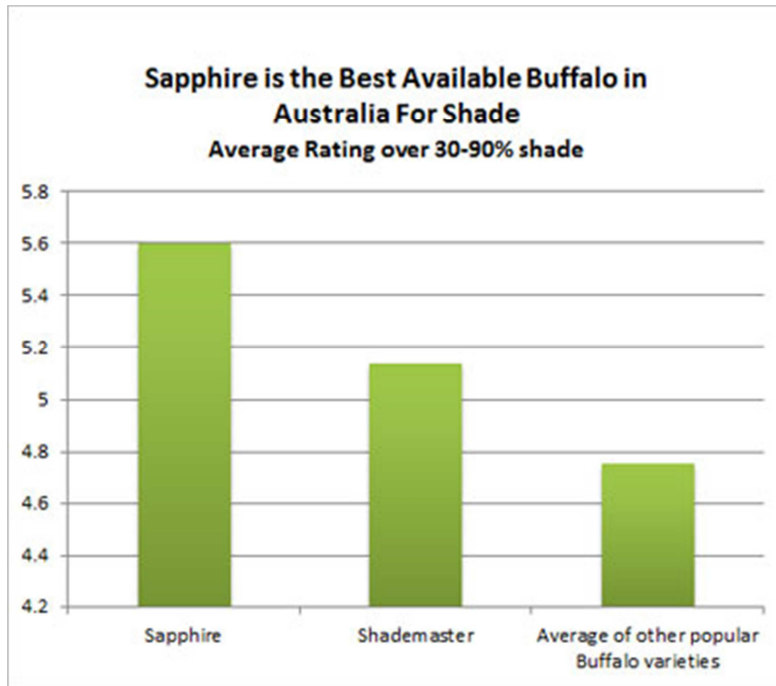 Sapphire is the Best Available Buffalo in
Australia For Shade
Average Rating over 30-90% shade
5.8
5.6
5.4
5.2
5
4.8
4.6
4.4
4.2
Sapphire
Shademaster
Average of other popular
Buffalo varieties